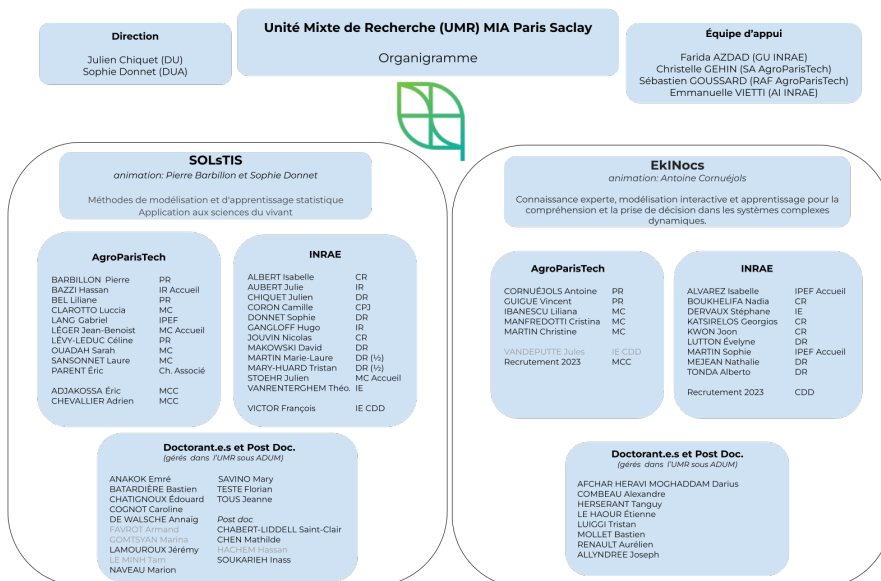 Direction
Julien Chiquet (DU)
Sophie Donnet (DUA)
Unité Mixte de Recherche (UMR) MIA Paris Saclay
Organigramme
Équipe d'appui
Farida AZDAD (GU INRAE)
Christelle GEHIN (SA AgroParisTech)
Sébastien GOUSSARD (RAF AgroParisTech)
Emmanuelle VIETTI (AI INRAE)
SOLsTIS
animation: Pierre Barbillon et Sophie Donnet
Méthodes de modélisation et d'apprentissage statistique
Application aux sciences du vivant
AgroParisTech
BARBILLON Pierre PR
BAZZI Hassan IR Accueil
BEL Liliane PR
CLAROTTO Luccia MC
LANG Gabriel IPEF
LÉGER Jean-Benoist MC Accueil
LÉVY-LEDUC Céline PR
OUADAH Sarah MC
SANSONNET Laure MC
PARENT Éric Ch. Associé
ADJAKOSSA Éric MCC
CHEVALLIER Adrien MCC
INRAE
ALBERT Isabelle CR
AUBERT Julie IR
CHIQUET Julien DR
CORON Camille CPJ
DONNET Sophie DR
GANGLOFF Hugo IR
JOUVIN Nicolas CR
MAKOWSKI David DR
MARTIN Marie-Laure DR (½)
MARY-HUARD Tristan DR (½)
STOEHR Julien MC Accueil
VANRENTERGHEM Théo. IE
VICTOR François IE CDD
Doctorant.e.s et Post Doc.
(gérés dans l'UMR sous ADUM)
ANAKOK Emré
BATARDIÈRE Bastien
CHATIGNOUX Édouard
COGNOT Caroline
DE WALSCHE Annaïg
FAVROT Armand
GOMTSYAN Marina
LAMOUROUX Jérémy
LE MINH Tam
NAVEAU Marion
SAVINO Mary
TESTE Florian
TOUS Jeanne
Post doc
CHABERT-LIDDELL Saint-Clair
CHEN Mathilde
HACHEM Hassan
SOUKARIEH Inass
EkINocs
animation: Antoine Cornuéjols
Connaissance experte, modélisation interactive et apprentissage pour la
compréhension et la prise de décision dans les systèmes complexes
dynamiques.
AgroParisTech
CORNUÉJOLS Antoine PR
GUIGUE Vincent PR
IBANESCU Liliana MC
MANFREDOTTI Cristina MC
MARTIN Christine MC
VANDEPUTTE Jules IE CDD
Recrutement 2023 MCC
INRAE
ALVAREZ Isabelle IPEF Accueil
BOUKHELIFA Nadia CR
DERVAUX Stéphane IE
KATSIRELOS Georgios CR
KWON Joon CR
LUTTON Évelyne DR
MARTIN Sophie IPEF Accueil
MEJEAN Nathalie DR
TONDA Alberto DR
Recrutement 2023 CDD
Doctorant.e.s et Post Doc.
(gérés dans l'UMR sous ADUM)
AFCHAR HERAVI MOGHADDAM Darius
COMBEAU Alexandre
HERSERANT Tanguy
LE HAOUR Étienne
LUIGGI Tristan
MOLLET Bastien
RENAULT Aurélien
ALLYNDREE Joseph